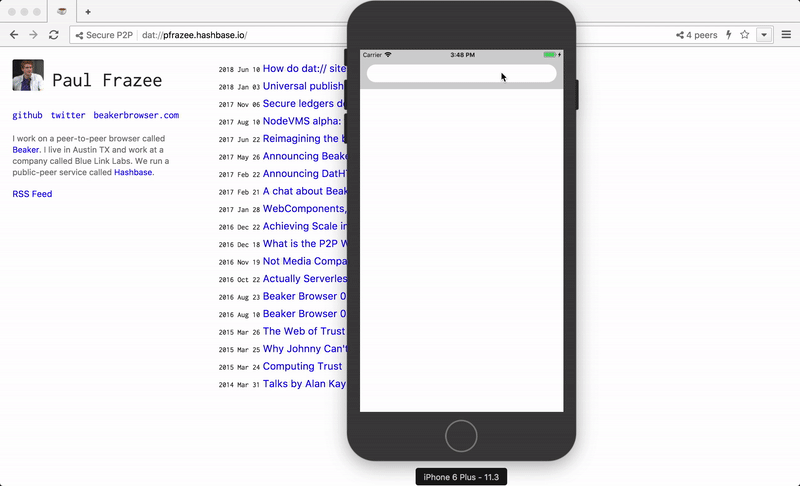 Secure P2P
dat://pfrazee.hashbase.io/
4 peers
Paul Frazee
github twitter beakerbrowser.com
I work on a peer-to-peer browser called
Beaker. I live in Austin TX and work at a
company called Blue Link Labs. We run a
public-peer service called Hashbase.
RSS Feed
2018 Jun 10 How do dat:// site
2018 Jan 03 Universal publish
2017 Nov 06 Secure ledgers de
2017 Aug 10 NodeVMS alpha:
2017 Jun 22 Reimagining the b
2017 May 26 Announcing Beake
2017 Feb 22 Announcing DatHT
2017 Feb 21 A chat about Beak
2017 Jan 28 WebComponents,
2016 Dec 22 Achieving Scale in
2016 Dec 18 What is the P2P W
2016 Nov 19 Not Media Compa
2016 Oct 22 Actually Serverles
2016 Aug 23 Beaker Browser 0
2016 Aug 10 Beaker Browser 0
2015 Mar 26 The Web of Trust
2015 Mar 25 Why Johnny Can't
2015 Mar 24 Computing Trust
2014 Mar 31 Talks by Alan Kay
Carrier 3:48 PM
iPhone 6 Plus - 11.3